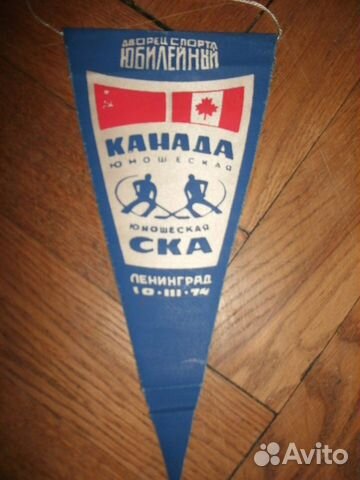 ДВОРЕЦ СПОРТА
ЮБИЛЕЙНЫЙ
КАНАДА
ЮНОШЕСКАЯ
ЮНОШЕСКАЯ
СКА
ЛЕНИНГРАД
10·III·74
Avito